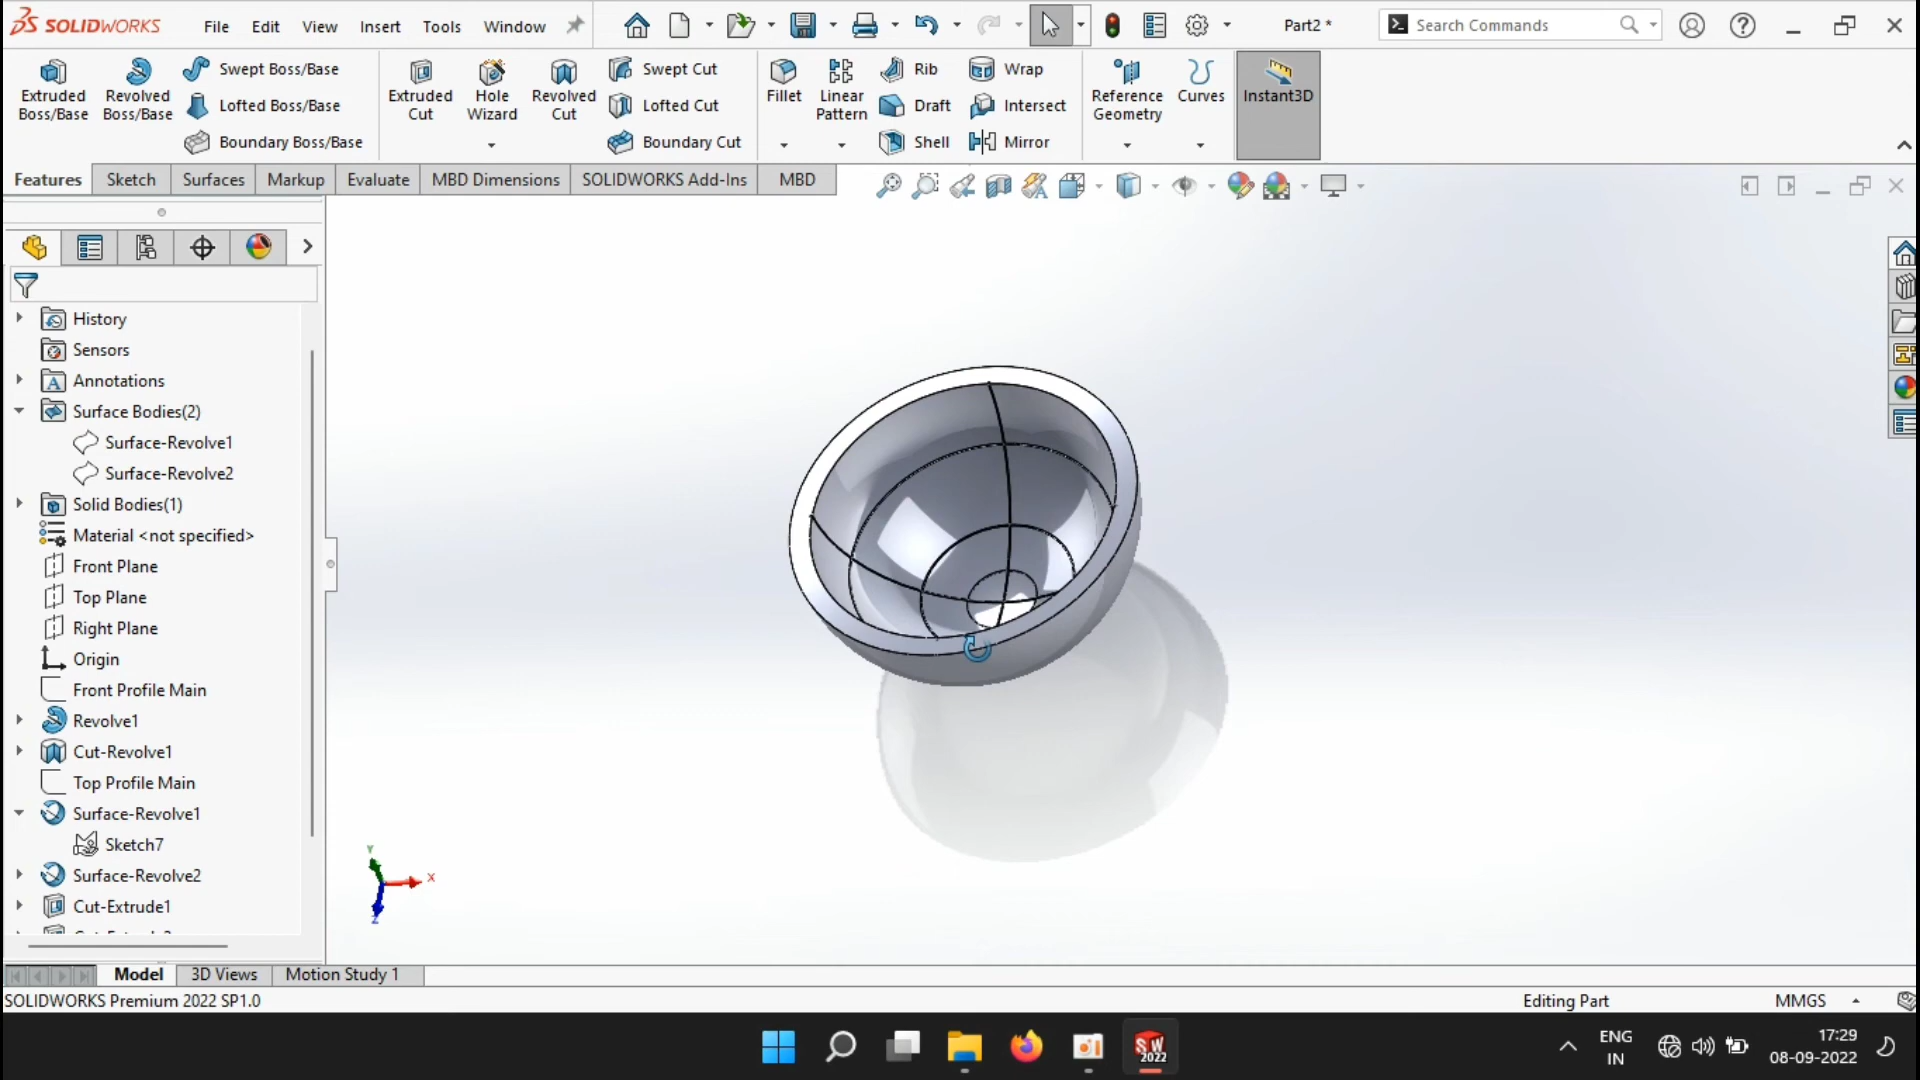 SOLIDWORKS File Edit View Insert Tools Window Part2 * Search Commands
Extruded Boss/Base
Revolved Boss/Base
Swept Boss/Base
Lofted Boss/Base
Boundary Boss/Base
Extruded Cut
Hole Wizard
Revolved Cut
Swept Cut
Lofted Cut
Boundary Cut
Fillet
Linear Pattern
Rib
Draft
Shell
Wrap
Intersect
Mirror
Reference Geometry
Curves
Instant3D
Features Sketch Surfaces Markup Evaluate MBD Dimensions SOLIDWORKS Add-Ins MBD
History
Sensors
Annotations
Surface Bodies(2)
Surface-Revolve1
Surface-Revolve2
Solid Bodies(1)
Material <not specified>
Front Plane
Top Plane
Right Plane
Origin
Front Profile Main
Revolve1
Cut-Revolve1
Top Profile Main
Surface-Revolve1
Sketch7
Surface-Revolve2
Cut-Extrude1
Y
X
Z
Model 3D Views Motion Study 1
SOLIDWORKS Premium 2022 SP1.0 Editing Part MMGS
SW 2022
ENG
IN
17:29
08-09-2022